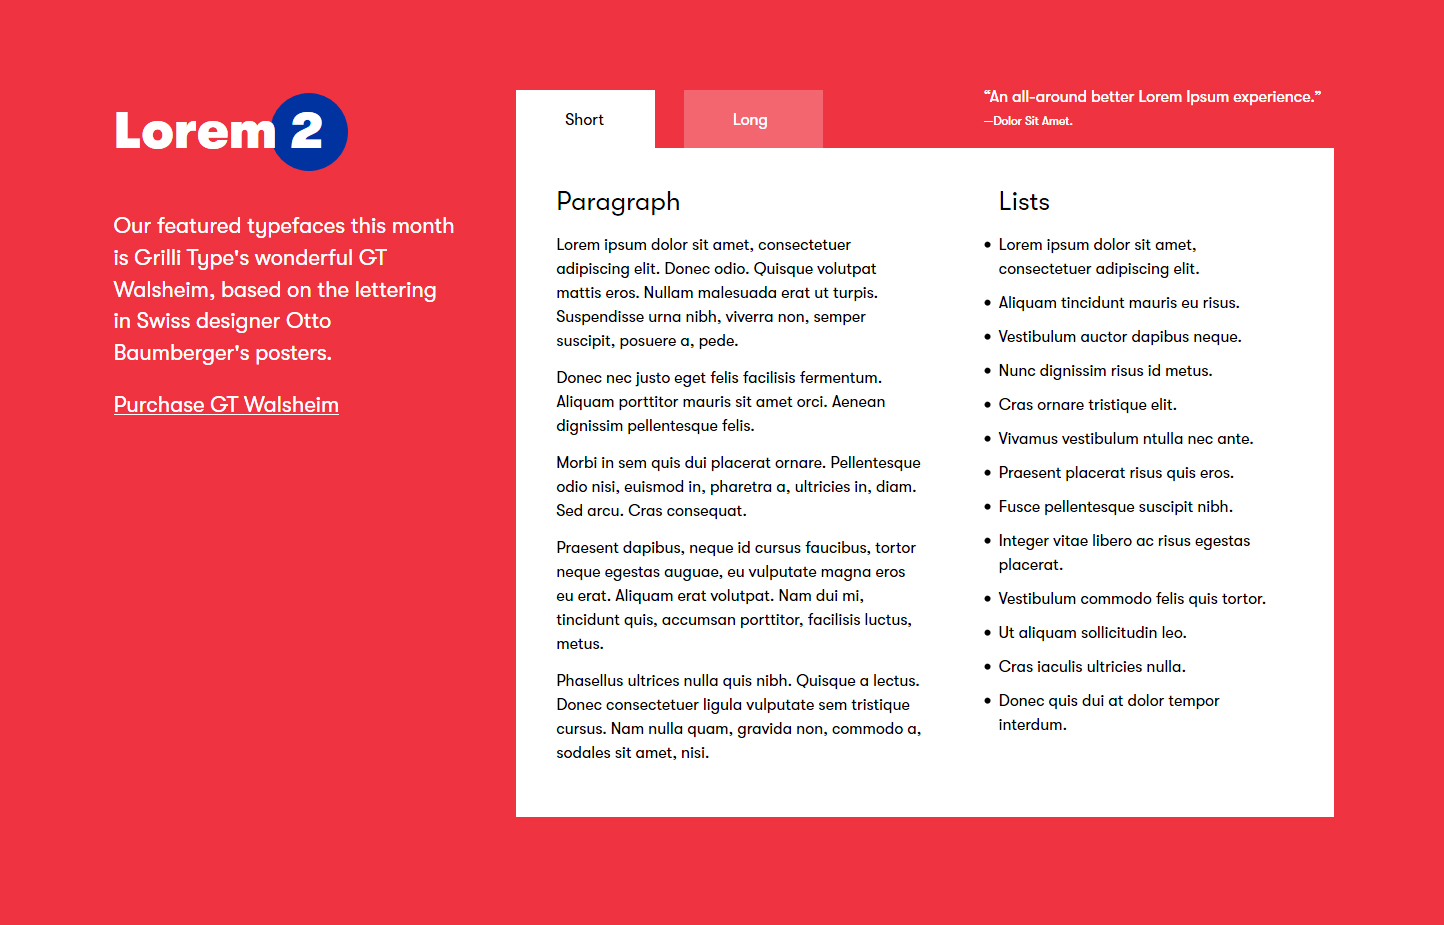 Lorem 2
Our featured typefaces this month
is Grilli Type's wonderful GT
Walsheim, based on the lettering
in Swiss designer Otto
Baumberger's posters.
Purchase GT Walsheim
Short
Long
“An all-around better Lorem Ipsum experience.”
—Dolor Sit Amet.
Paragraph
Lorem ipsum dolor sit amet, consectetuer
adipiscing elit. Donec odio. Quisque volutpat
mattis eros. Nullam malesuada erat ut turpis.
Suspendisse urna nibh, viverra non, semper
suscipit, posuere a, pede.
Donec nec justo eget felis facilisis fermentum.
Aliquam porttitor mauris sit amet orci. Aenean
dignissim pellentesque felis.
Morbi in sem quis dui placerat ornare. Pellentesque
odio nisi, euismod in, pharetra a, ultricies in, diam.
Sed arcu. Cras consequat.
Praesent dapibus, neque id cursus faucibus, tortor
neque egestas auguae, eu vulputate magna eros
eu erat. Aliquam erat volutpat. Nam dui mi,
tincidunt quis, accumsan porttitor, facilisis luctus,
metus.
Phasellus ultrices nulla quis nibh. Quisque a lectus.
Donec consectetuer ligula vulputate sem tristique
cursus. Nam nulla quam, gravida non, commodo a,
sodales sit amet, nisi.
Lists
• Lorem ipsum dolor sit amet,
consectetuer adipiscing elit.
• Aliquam tincidunt mauris eu risus.
• Vestibulum auctor dapibus neque.
• Nunc dignissim risus id metus.
• Cras ornare tristique elit.
• Vivamus vestibulum ntulla nec ante.
• Praesent placerat risus quis eros.
• Fusce pellentesque suscipit nibh.
• Integer vitae libero ac risus egestas
placerat.
• Vestibulum commodo felis quis tortor.
• Ut aliquam sollicitudin leo.
• Cras iaculis ultricies nulla.
• Donec quis dui at dolor tempor
interdum.